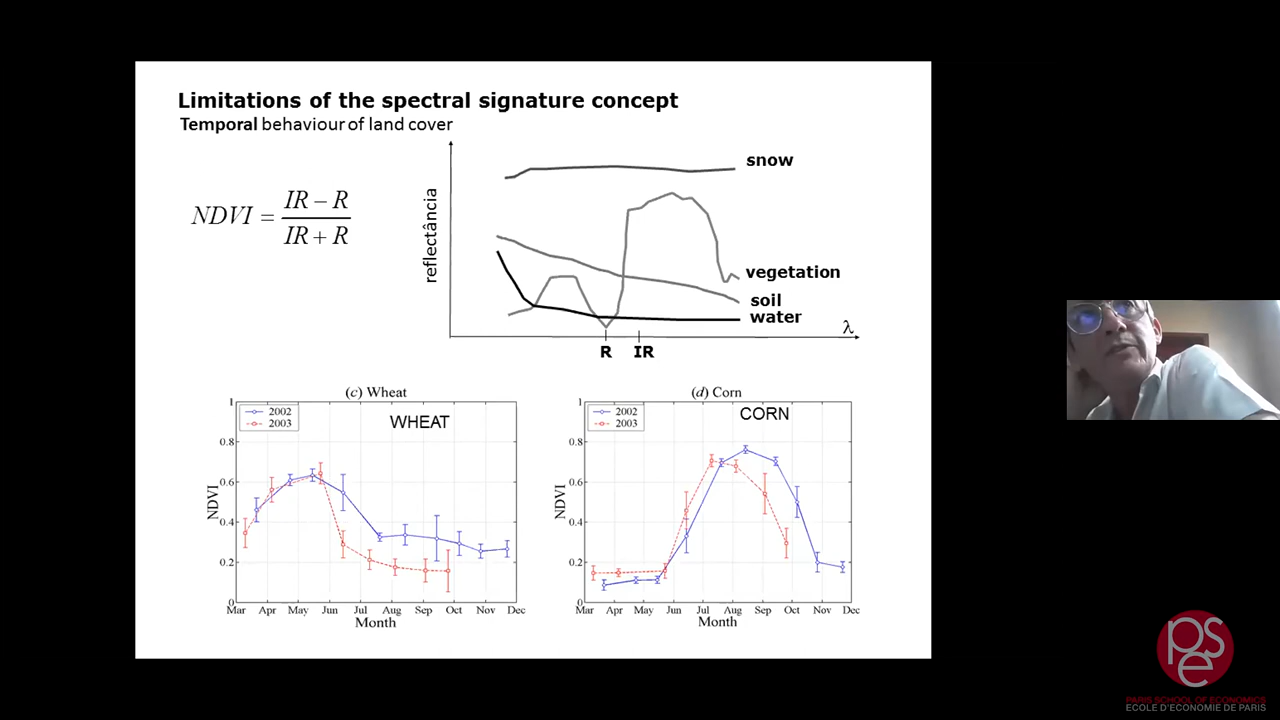 Limitations of the spectral signature concept
Temporal behaviour of land cover
NDVI = IR − R / IR + R
reflectância
snow
vegetation
soil
water
λ
R IR
(c) Wheat
1
0.8
0.6
0.4
0.2
0
NDVI
2002
2003
WHEAT
Mar Apr May Jun Jul Aug Sep Oct Nov Dec
Month
(d) Corn
1
0.8
0.6
0.4
0.2
0
NDVI
2002
2003
CORN
Mar Apr May Jun Jul Aug Sep Oct Nov Dec
Month
pse
PARIS SCHOOL OF ECONOMICS
ECOLE D'ECONOMIE DE PARIS